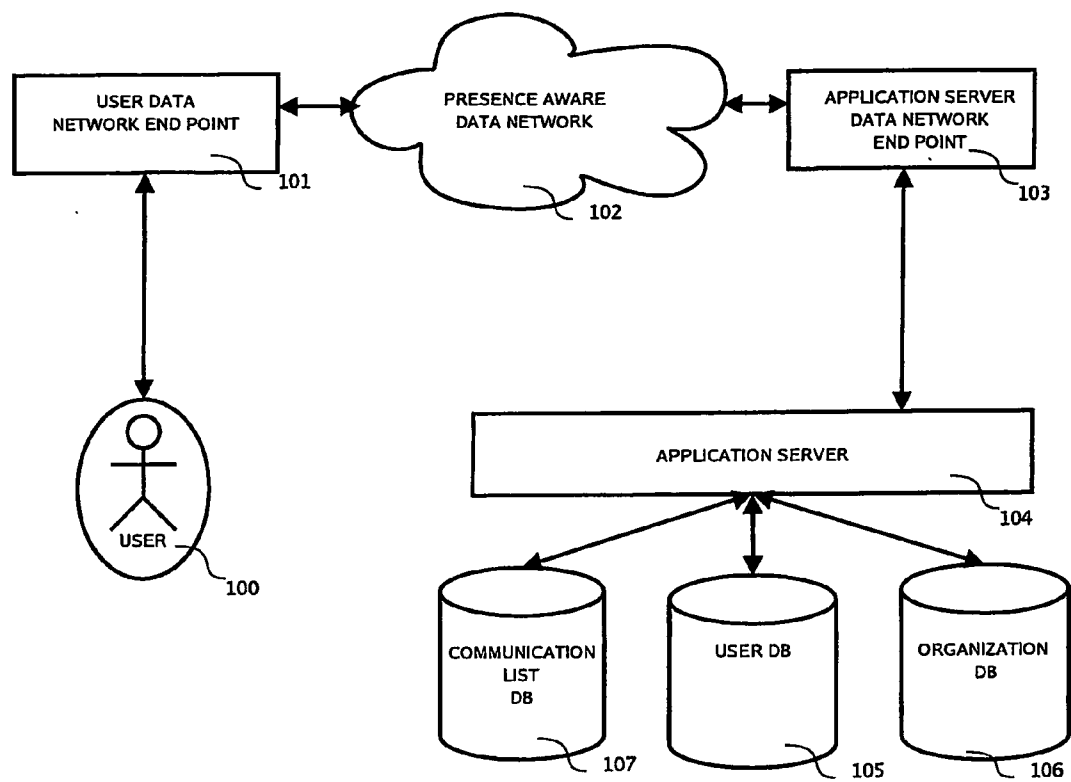 USER DATA
NETWORK END POINT
101
PRESENCE AWARE
DATA NETWORK
102
APPLICATION SERVER
DATA NETWORK
END POINT
103
USER
100
APPLICATION SERVER
104
COMMUNICATION
LIST
DB
107
USER DB
105
ORGANIZATION
DB
106